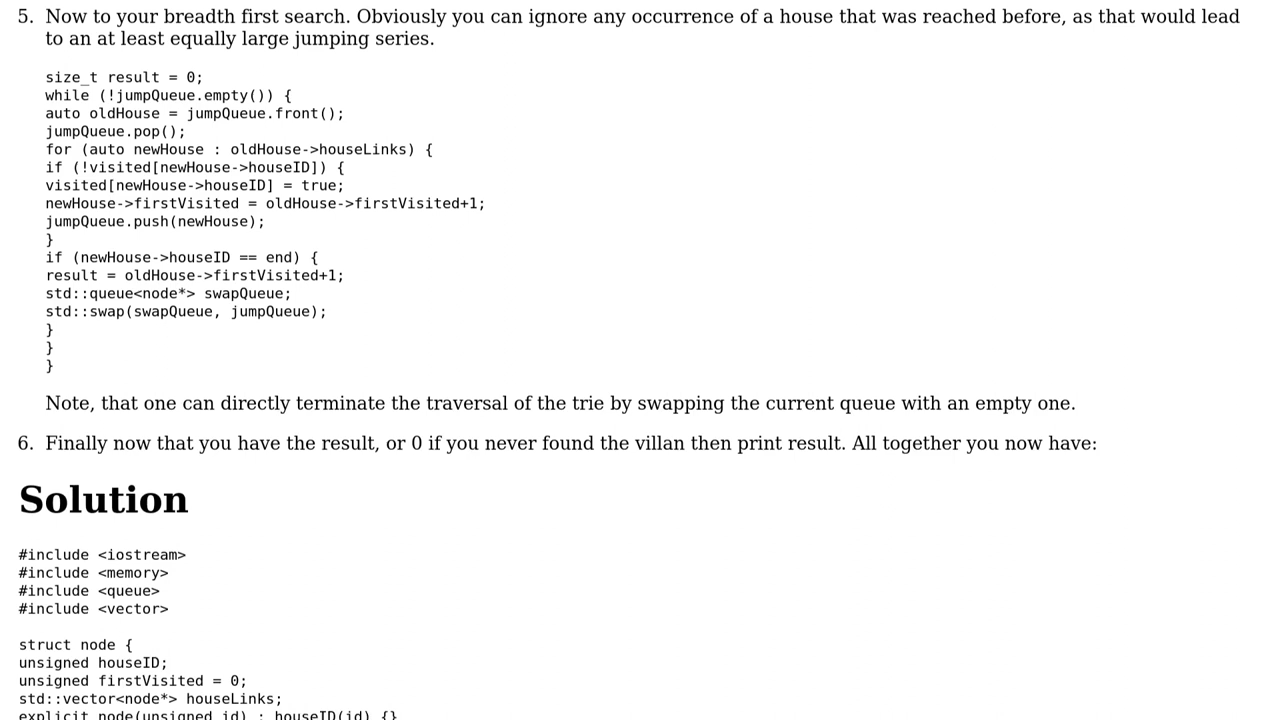 5. Now to your breadth first search. Obviously you can ignore any occurrence of a house that was reached before, as that would lead
to an at least equally large jumping series.
size_t result = 0;
while (!jumpQueue.empty()) {
auto oldHouse = jumpQueue.front();
jumpQueue.pop();
for (auto newHouse : oldHouse->houseLinks) {
if (!visited[newHouse->houseID]) {
visited[newHouse->houseID] = true;
newHouse->firstVisited = oldHouse->firstVisited+1;
jumpQueue.push(newHouse);
}
if (newHouse->houseID == end) {
result = oldHouse->firstVisited+1;
std::queue<node*> swapQueue;
std::swap(swapQueue, jumpQueue);
}
}
}
Note, that one can directly terminate the traversal of the trie by swapping the current queue with an empty one.
6. Finally now that you have the result, or 0 if you never found the villan then print result. All together you now have:
Solution
#include <iostream>
#include <memory>
#include <queue>
#include <vector>
struct node {
unsigned houseID;
unsigned firstVisited = 0;
std::vector<node*> houseLinks;
explicit node(unsigned id) : houseID(id) {}